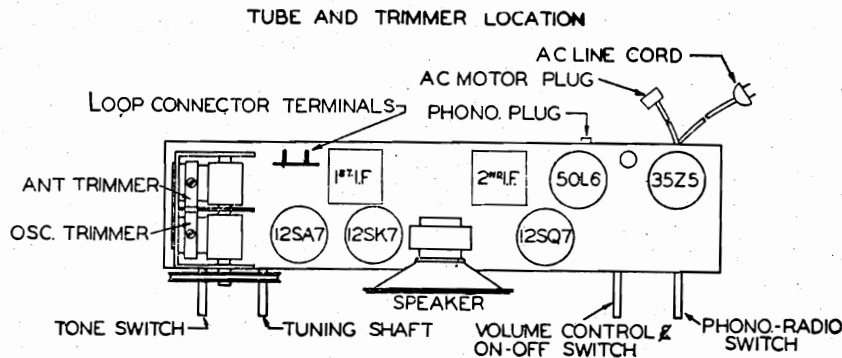 TUBE AND TRIMMER LOCATION
AC LINE CORD
AC MOTOR PLUG
LOOP CONNECTOR TERMINALS
PHONO. PLUG
1ST. I.F
2ND I.F.
50L6
35Z5
ANT TRIMMER
OSC. TRIMMER
12SA7
12SK7
12SQ7
SPEAKER
TONE SWITCH
TUNING SHAFT
VOLUME CONTROL &
ON-OFF SWITCH
PHONO.-RADIO
SWITCH